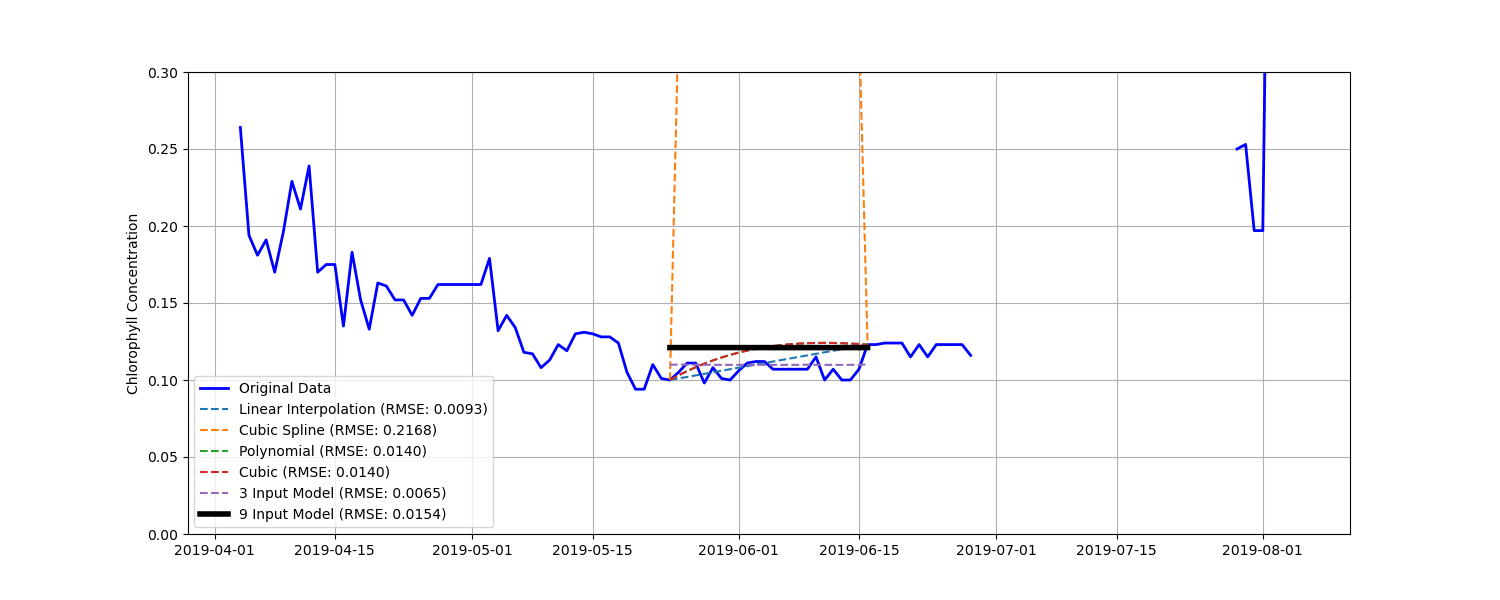 0.30
0.25
0.20
0.15
0.10
0.05
0.00
Chlorophyll Concentration
Original Data
Linear Interpolation (RMSE: 0.0093)
Cubic Spline (RMSE: 0.2168)
Polynomial (RMSE: 0.0140)
Cubic (RMSE: 0.0140)
3 Input Model (RMSE: 0.0065)
9 Input Model (RMSE: 0.0154)
2019-04-01 2019-04-15 2019-05-01 2019-05-15 2019-06-01 2019-06-15 2019-07-01 2019-07-15 2019-08-01